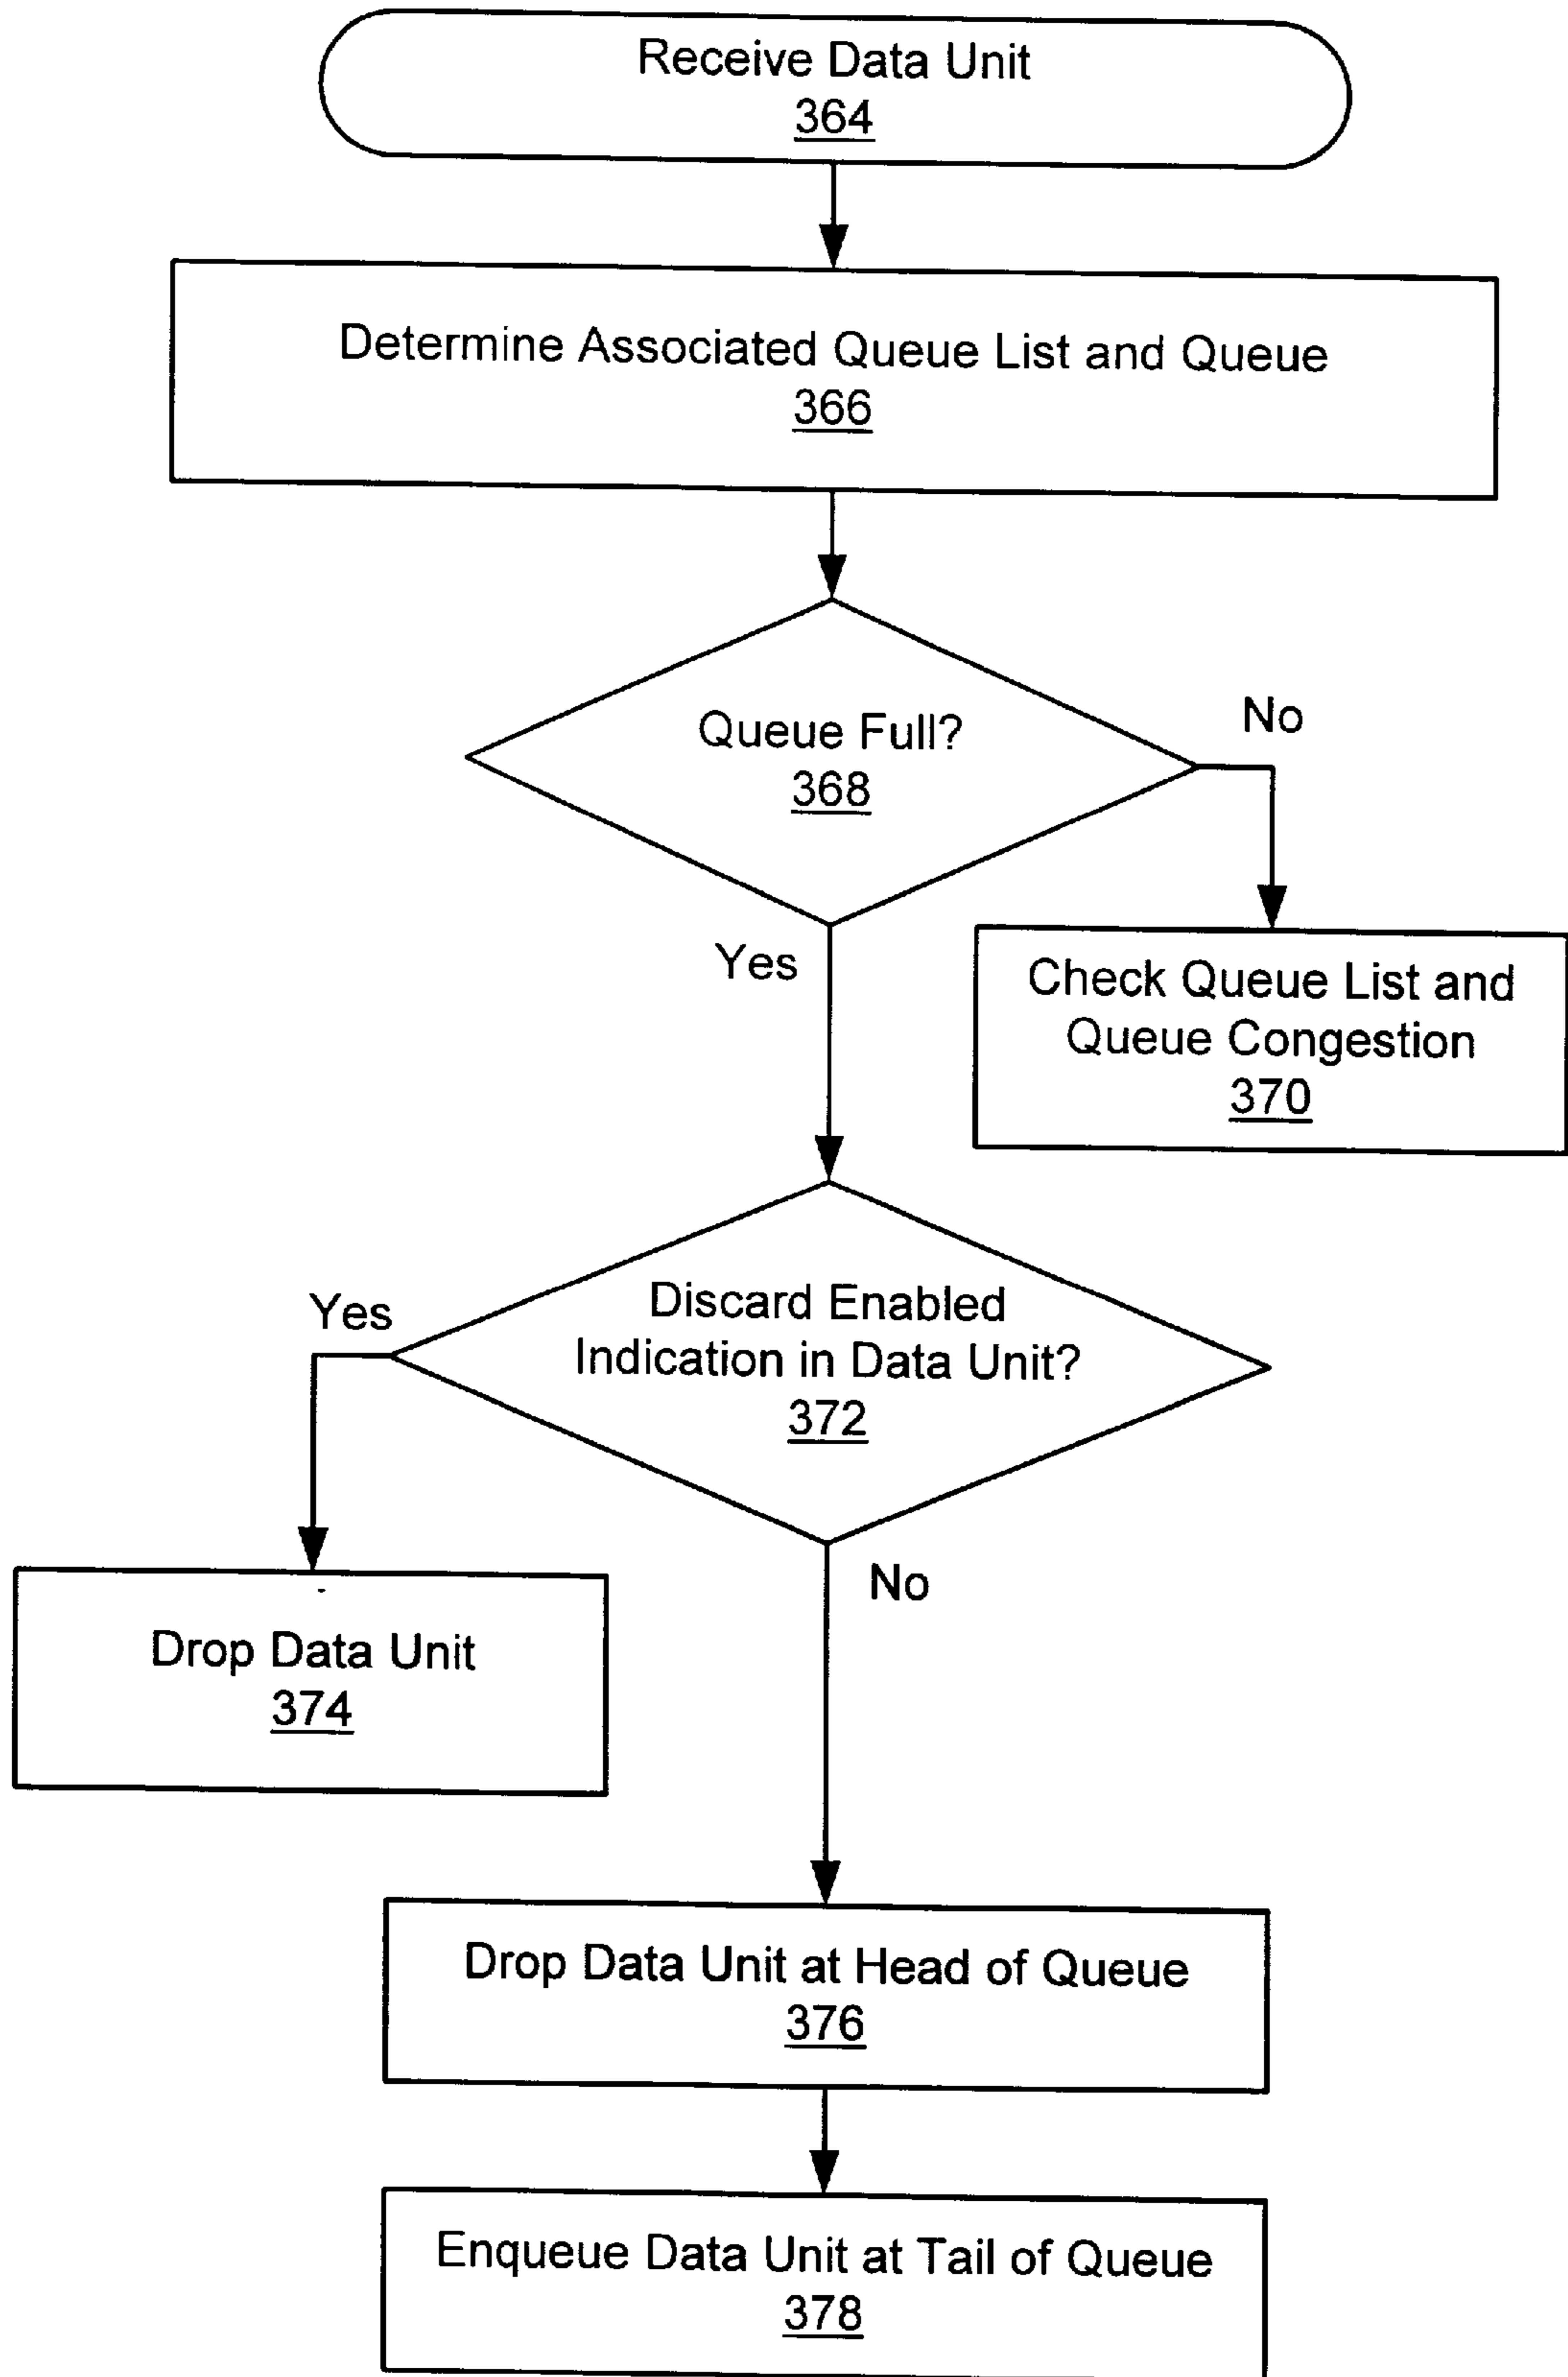 Receive Data Unit
364
Determine Associated Queue List and Queue
366
Queue Full?
368
No
Yes
Check Queue List and
Queue Congestion
370
Discard Enabled
Indication in Data Unit?
372
Yes
No
Drop Data Unit
374
Drop Data Unit at Head of Queue
376
Enqueue Data Unit at Tail of Queue
378